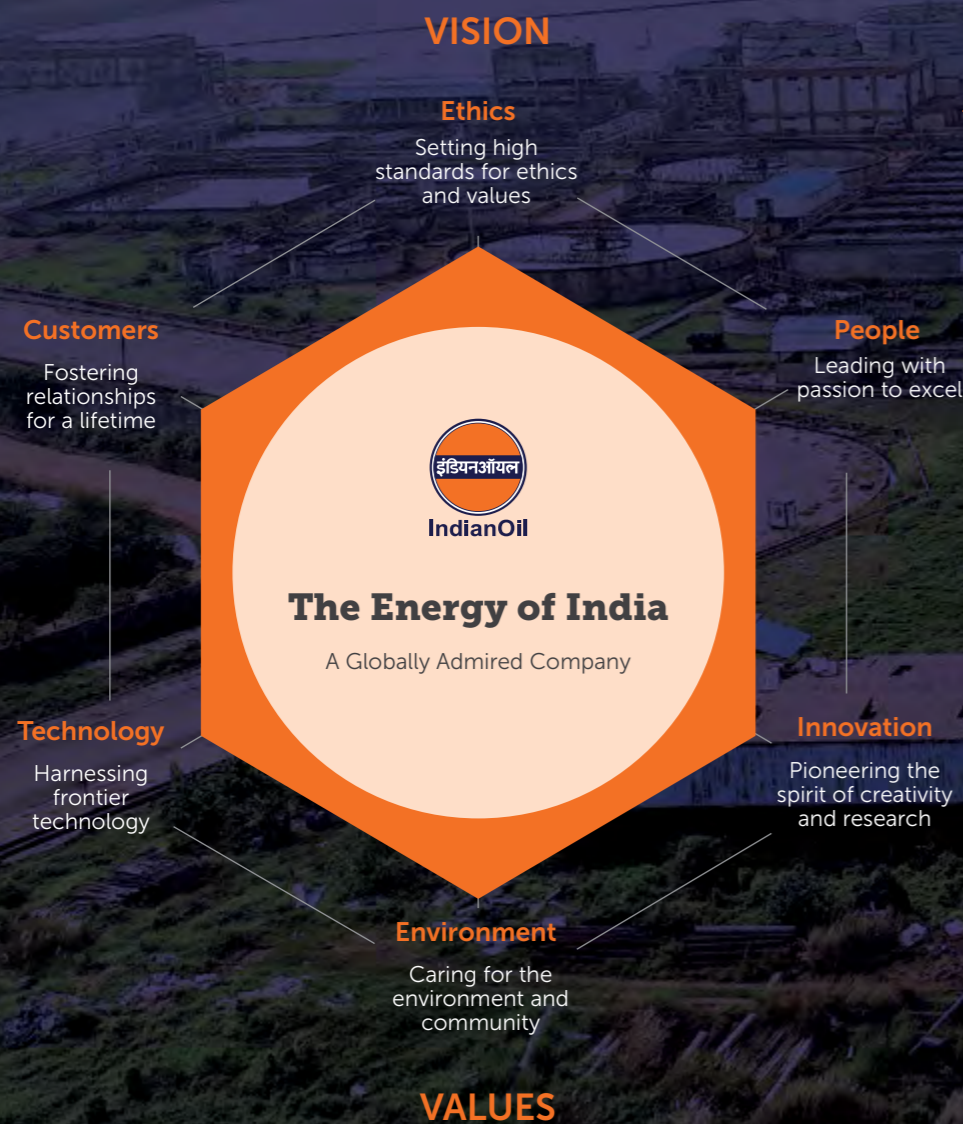 VISION
Ethics
Setting high
standards for ethics
and values
Customers
Fostering
relationships
for a lifetime
People
Leading with
passion to excel
इंडियनऑयल
IndianOil
The Energy of India
A Globally Admired Company
Technology
Harnessing
frontier
technology
Innovation
Pioneering the
spirit of creativity
and research
Environment
Caring for the
environment and
community
VALUES